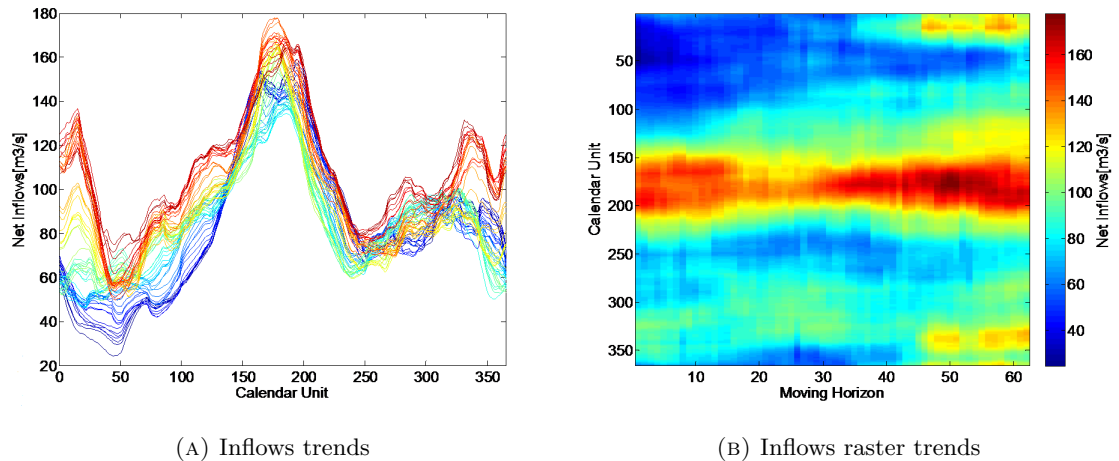 180
160
140
120
100
80
60
40
20
Net Inflows[m3/s]
0 50 100 150 200 250 300 350
Calendar Unit
(A) Inflows trends
50
100
150
200
250
300
350
Calendar Unit
10 20 30 40 50 60
Moving Horizon
160
140
120
100
80
60
40
Net Inflows[m3/s]
(B) Inflows raster trends